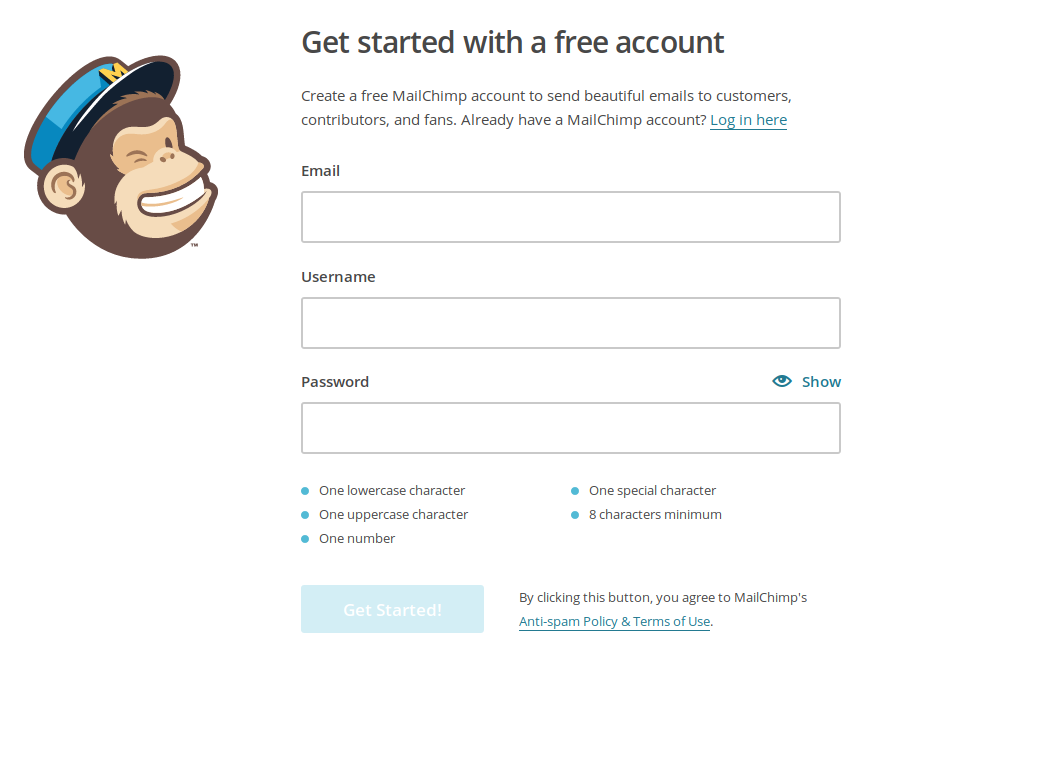 Get started with a free account
Create a free MailChimp account to send beautiful emails to customers,
contributors, and fans. Already have a MailChimp account? Log in here
Email
Username
Password
Show
One lowercase character
One uppercase character
One number
One special character
8 characters minimum
Get Started!
By clicking this button, you agree to MailChimp's
Anti-spam Policy & Terms of Use.
M
™